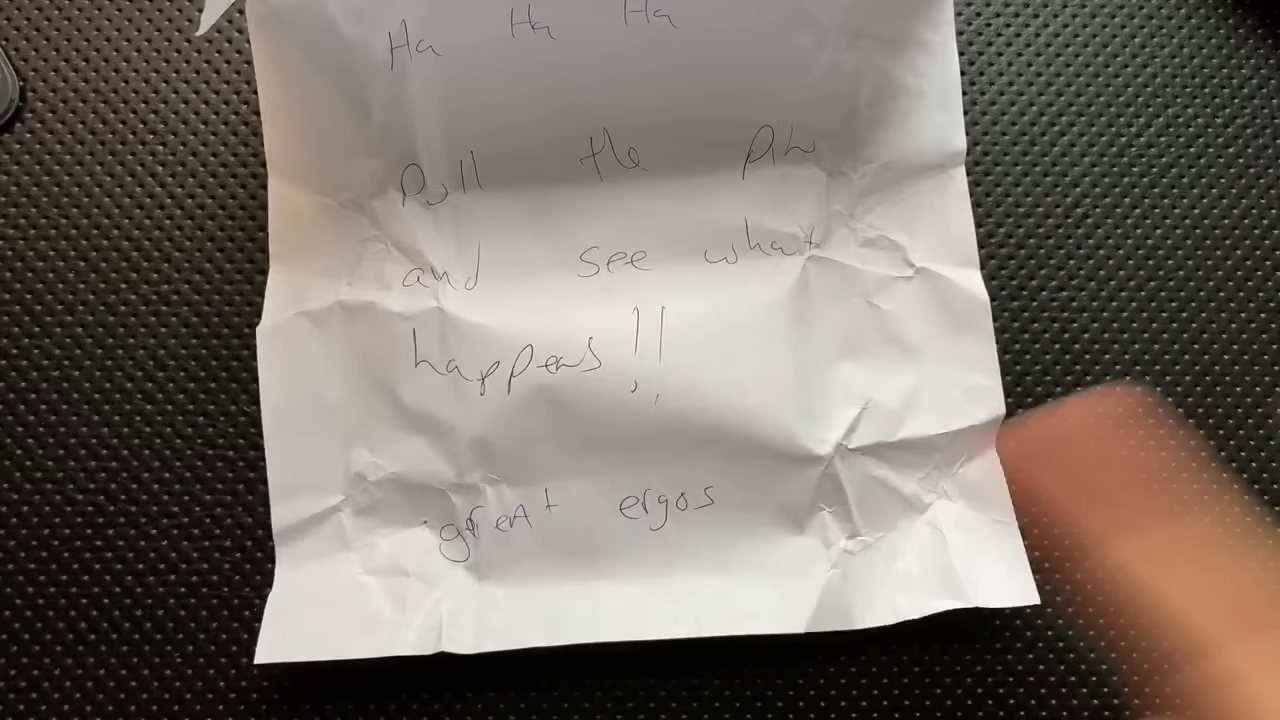 Ha Ha Ha
Pull the pin
and see what
happens!!
great ergos